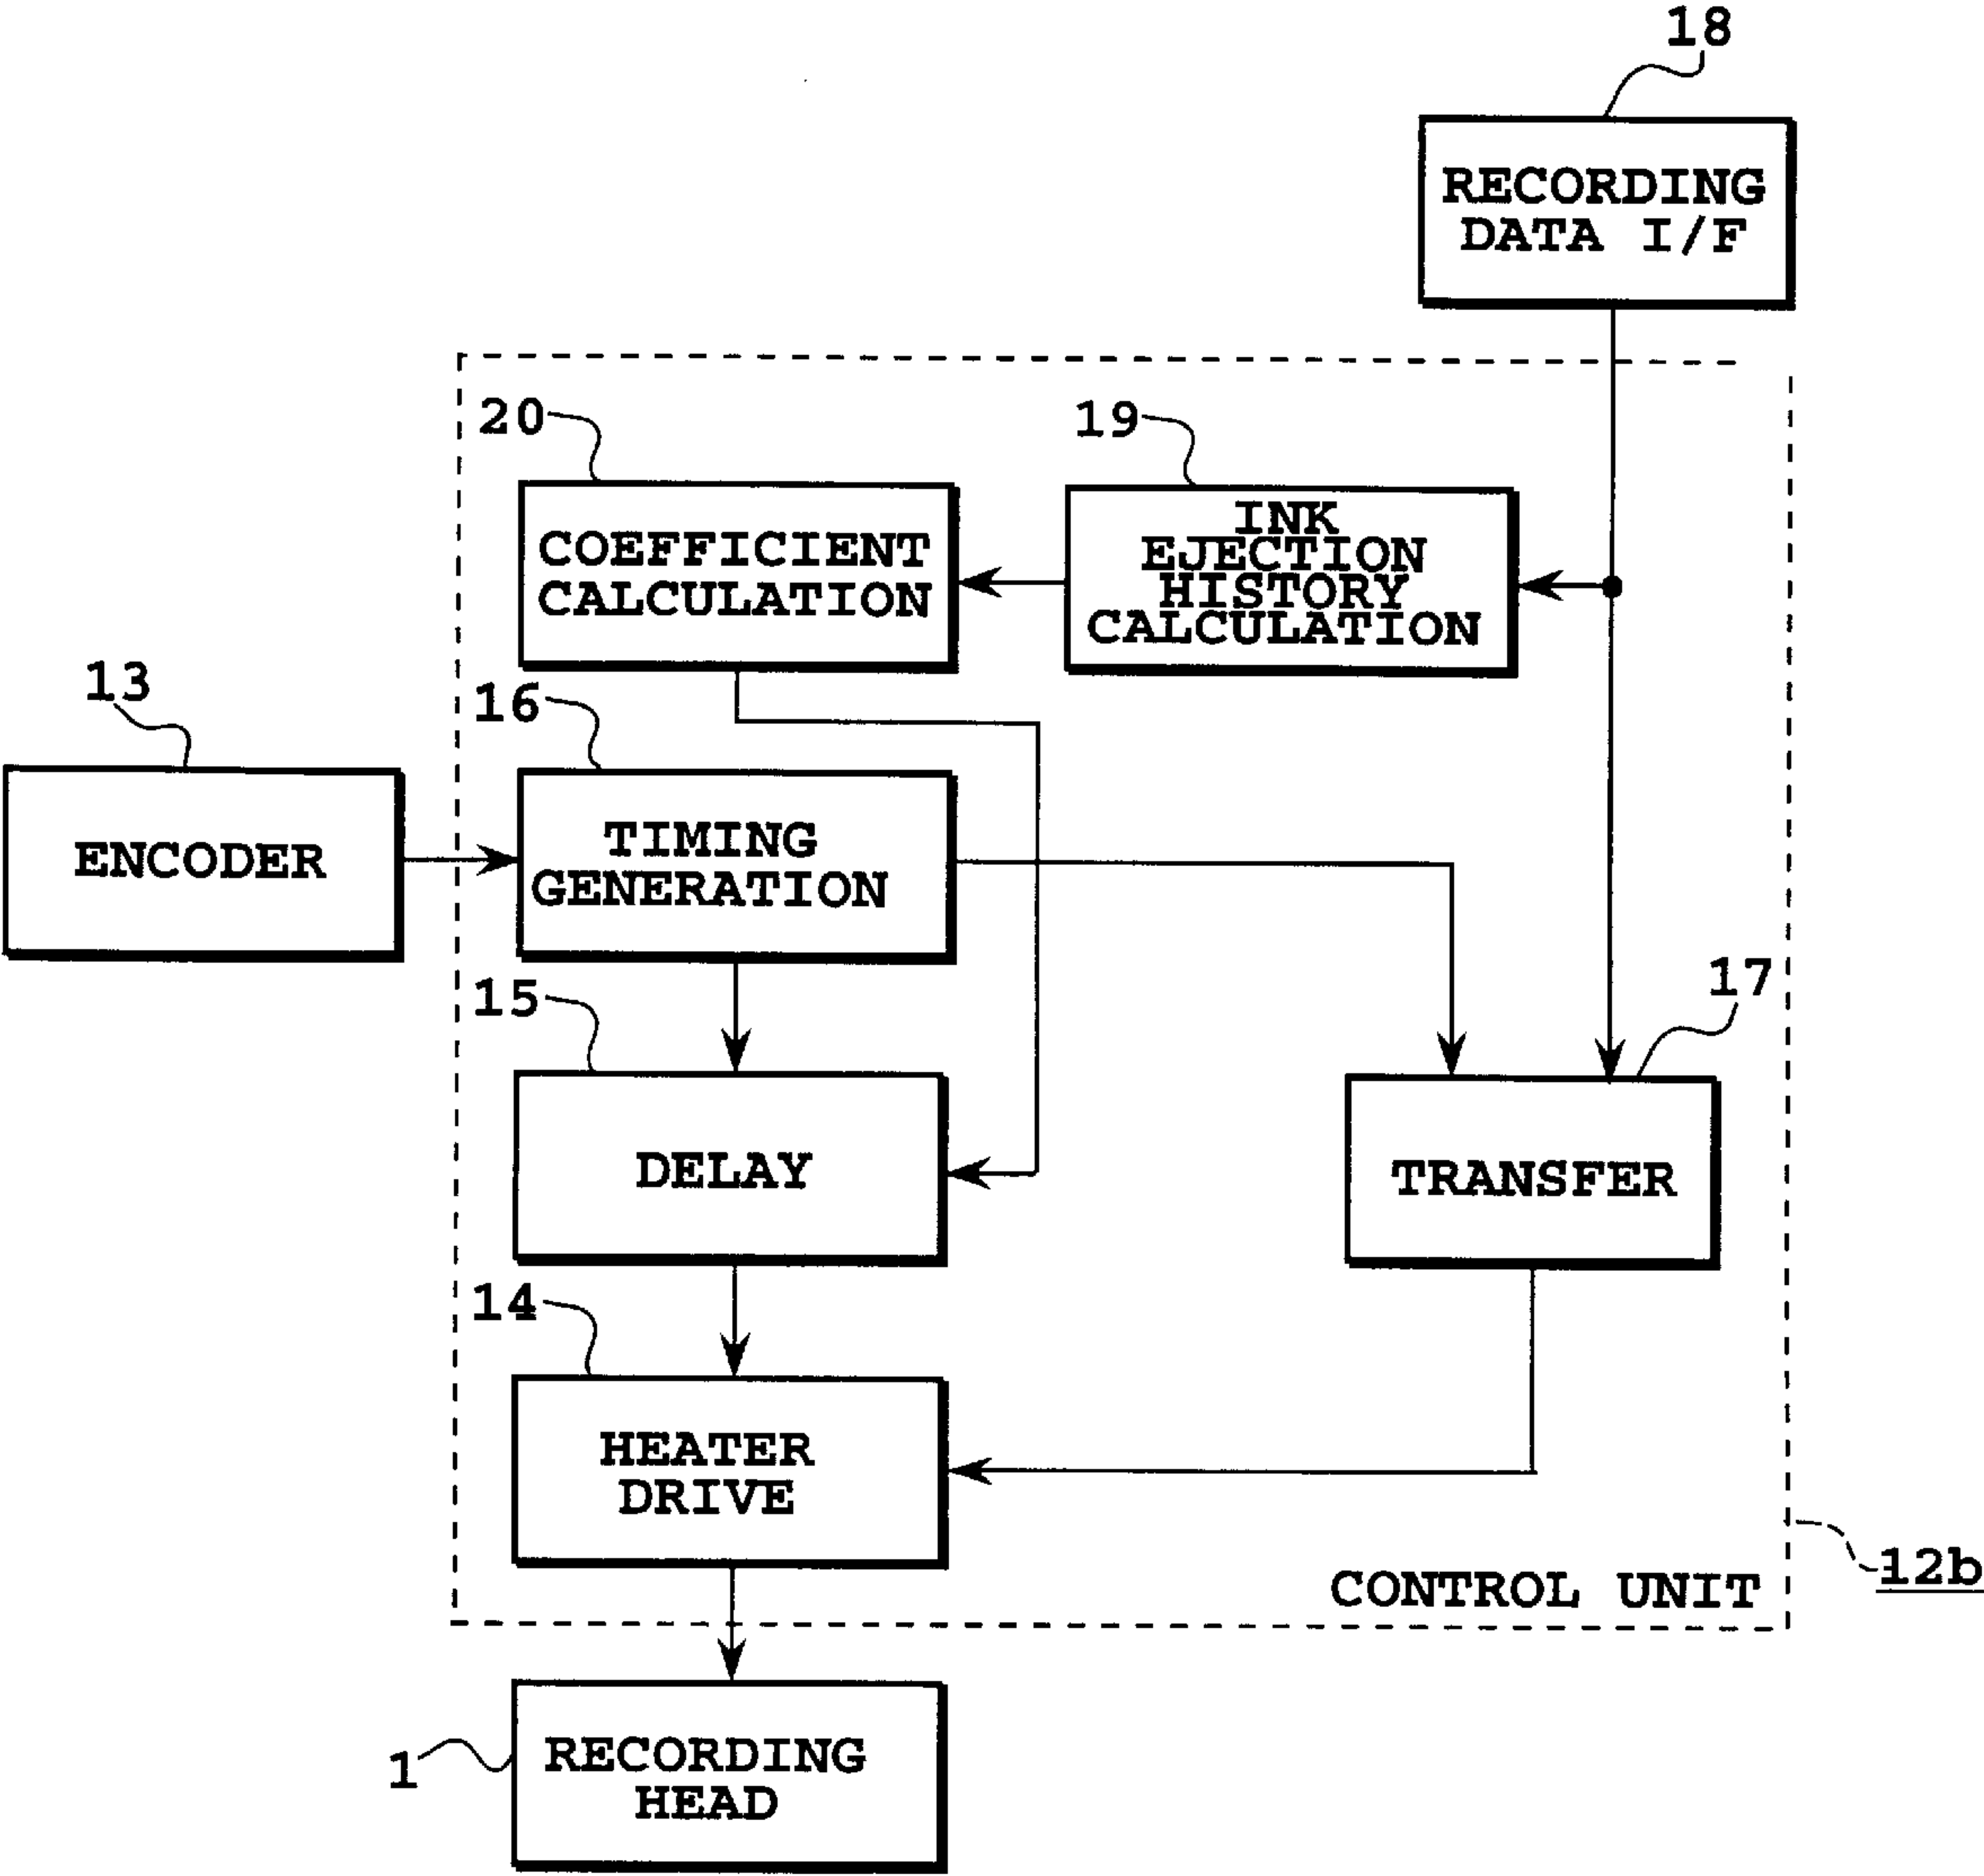 18
RECORDING
DATA I/F
20
19
COEFFICIENT
CALCULATION
INK
EJECTION
HISTORY
CALCULATION
13
16
ENCODER
TIMING
GENERATION
15
17
DELAY
TRANSFER
14
HEATER
DRIVE
12b
CONTROL UNIT
1
RECORDING
HEAD